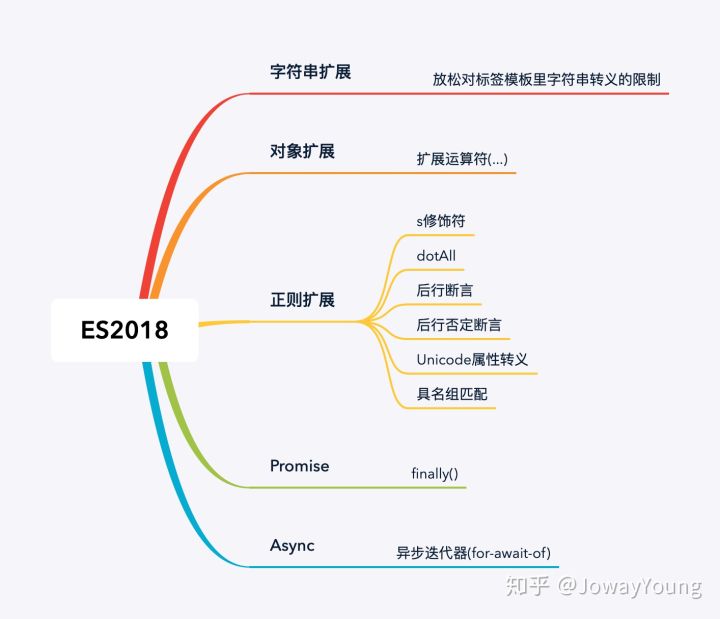 字符串扩展
放松对标签模板里字符串转义的限制
对象扩展
扩展运算符(...)
s修饰符
dotAll
后行断言
正则扩展
后行否定断言
ES2018
Unicode属性转义
具名组匹配
Promise
finally()
Async
异步迭代器(for-await-of)
知乎 @JowayYoung